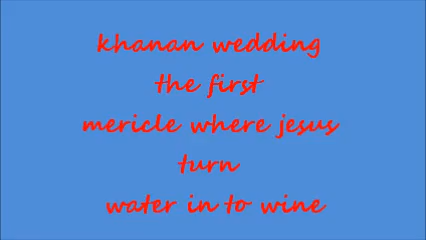 khanan wedding
the first
mericle where jesus
turn
water in to wine